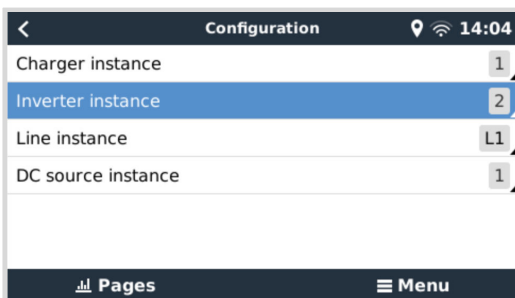 Configuration 14:04
Charger instance 1
Inverter instance 2
Line instance L1
DC source instance 1
Pages Menu